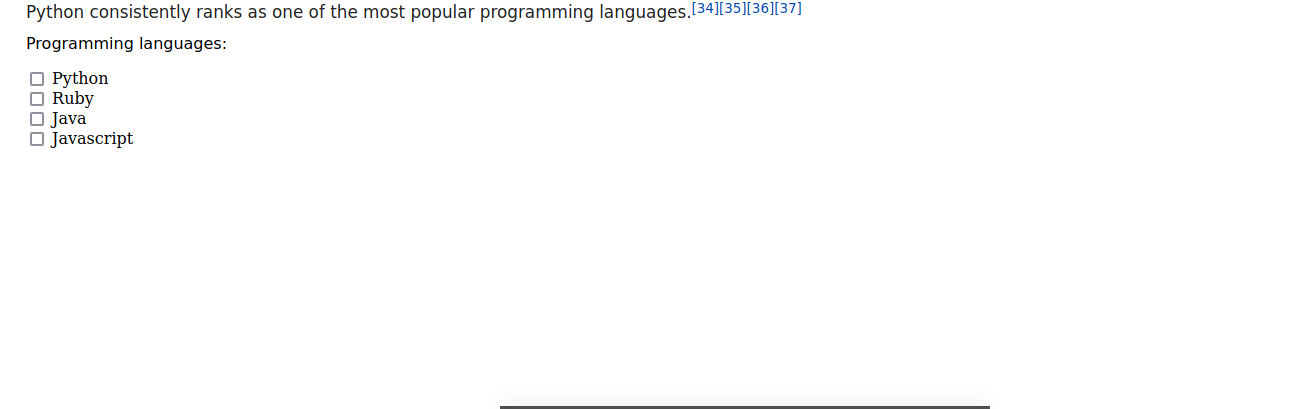 Python consistently ranks as one of the most popular programming languages.[34][35][36][37]
Programming languages:
Python
Ruby
Java
Javascript